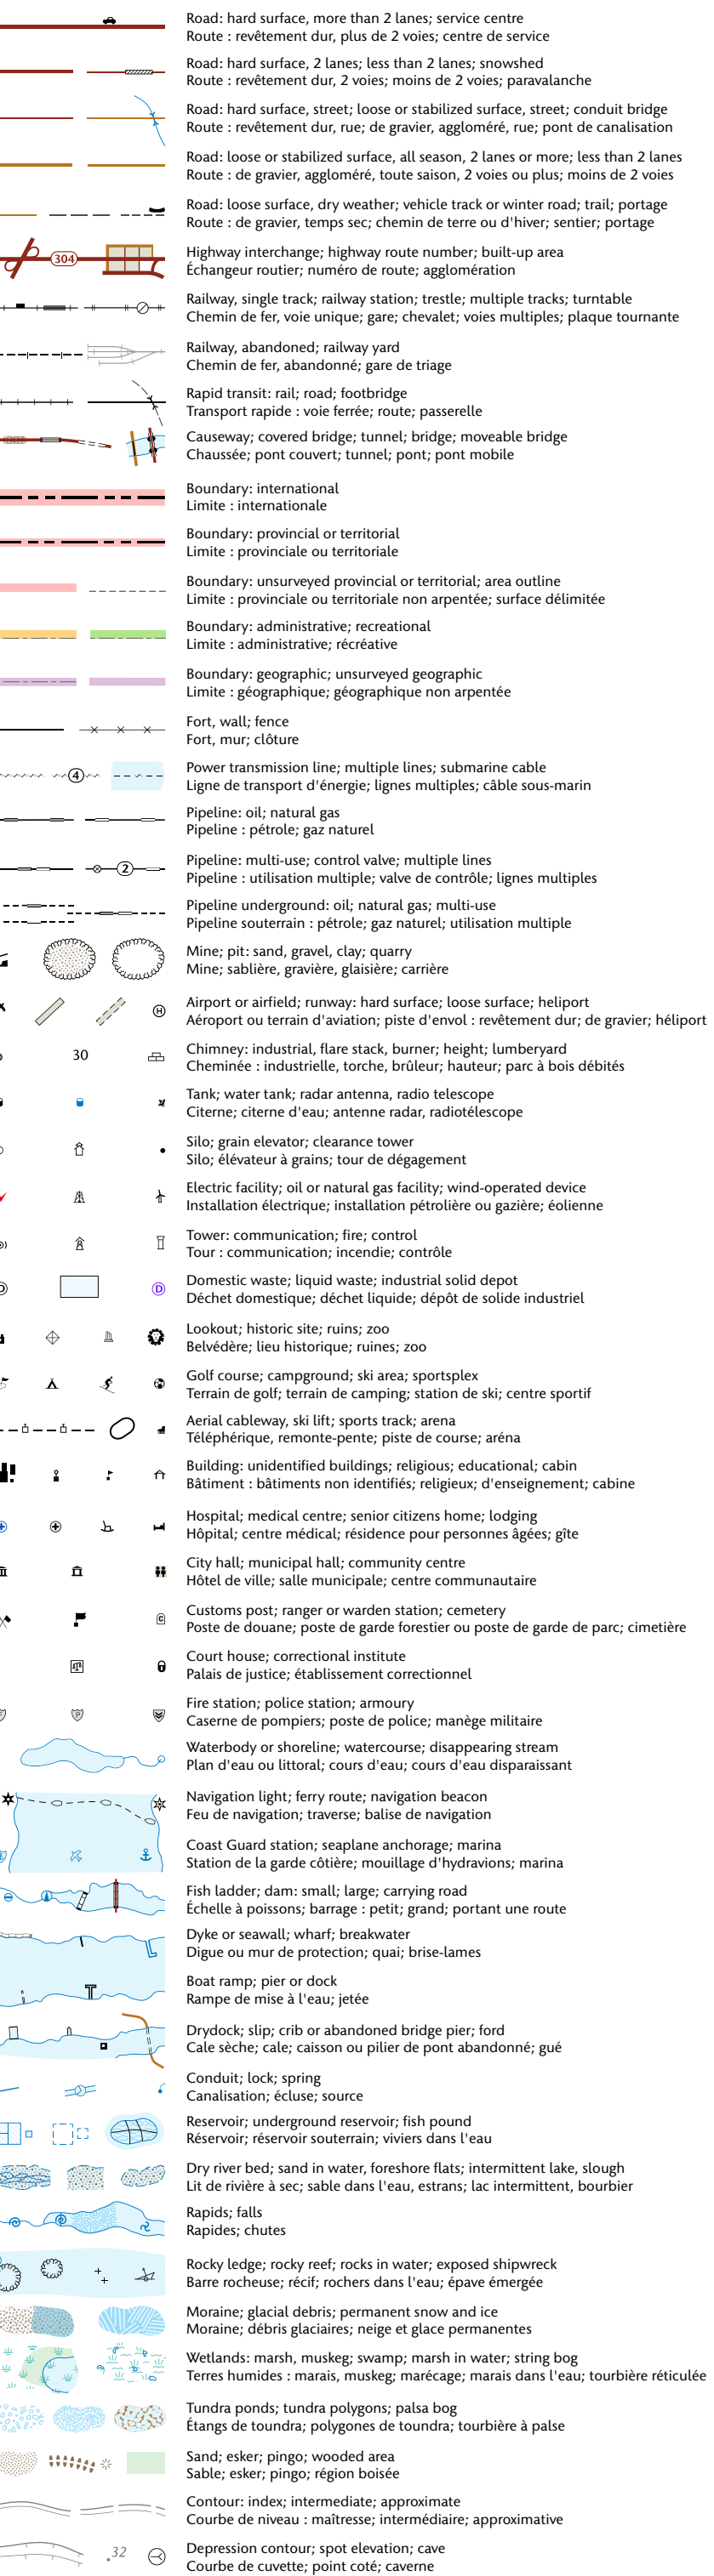 Road: hard surface, more than 2 lanes; service centre
Route : revêtement dur, plus de 2 voies; centre de service
Road: hard surface, 2 lanes; less than 2 lanes; snowshed
Route : revêtement dur, 2 voies; moins de 2 voies; paravalanche
Road: hard surface, street; loose or stabilized surface, street; conduit bridge
Route : revêtement dur, rue; de gravier, aggloméré, rue; pont de canalisation
Road: loose or stabilized surface, all season, 2 lanes or more; less than 2 lanes
Route : de gravier, aggloméré, toute saison, 2 voies ou plus; moins de 2 voies
Road: loose surface, dry weather; vehicle track or winter road; trail; portage
Route : de gravier, temps sec; chemin de terre ou d'hiver; sentier; portage
304
Highway interchange; highway route number; built-up area
Échangeur routier; numéro de route; agglomération
Railway, single track; railway station; trestle; multiple tracks; turntable
Chemin de fer, voie unique; gare; chevalet; voies multiples; plaque tournante
Railway, abandoned; railway yard
Chemin de fer, abandonné; gare de triage
Rapid transit: rail; road; footbridge
Transport rapide : voie ferrée; route; passerelle
Causeway; covered bridge; tunnel; bridge; moveable bridge
Chaussée; pont couvert; tunnel; pont; pont mobile
Boundary: international
Limite : internationale
Boundary: provincial or territorial
Limite : provinciale ou territoriale
Boundary: unsurveyed provincial or territorial; area outline
Limite : provinciale ou territoriale non arpentée; surface délimitée
Boundary: administrative; recreational
Limite : administrative; récréative
Boundary: geographic; unsurveyed geographic
Limite : géographique; géographique non arpentée
Fort, wall; fence
Fort, mur; clôture
4
Power transmission line; multiple lines; submarine cable
Ligne de transport d'énergie; lignes multiples; câble sous-marin
Pipeline: oil; natural gas
Pipeline : pétrole; gaz naturel
2
Pipeline: multi-use; control valve; multiple lines
Pipeline : utilisation multiple; valve de contrôle; lignes multiples
Pipeline underground: oil; natural gas; multi-use
Pipeline souterrain : pétrole; gaz naturel; utilisation multiple
Mine; pit: sand, gravel, clay; quarry
Mine; sablière, gravière, glaisière; carrière
H
Airport or airfield; runway: hard surface; loose surface; heliport
Aéroport ou terrain d'aviation; piste d'envol : revêtement dur; de gravier; héliport
30
Chimney: industrial, flare stack, burner; height; lumberyard
Cheminée : industrielle, torche, brûleur; hauteur; parc à bois débités
Tank; water tank; radar antenna, radio telescope
Citerne; citerne d'eau; antenne radar, radiotélescope
Silo; grain elevator; clearance tower
Silo; élévateur à grains; tour de dégagement
Electric facility; oil or natural gas facility; wind-operated device
Installation électrique; installation pétrolière ou gazière; éolienne
Tower: communication; fire; control
Tour : communication; incendie; contrôle
D D
Domestic waste; liquid waste; industrial solid depot
Déchet domestique; déchet liquide; dépôt de solide industriel
Lookout; historic site; ruins; zoo
Belvédère; lieu historique; ruines; zoo
Golf course; campground; ski area; sportsplex
Terrain de golf; terrain de camping; station de ski; centre sportif
Aerial cableway, ski lift; sports track; arena
Téléphérique, remonte-pente; piste de course; aréna
Building: unidentified buildings; religious; educational; cabin
Bâtiment : bâtiments non identifiés; religieux; d'enseignement; cabine
Hospital, medical centre; senior citizens home; lodging
Hôpital; centre médical; résidence pour personnes âgées; gîte
City hall; municipal hall; community centre
Hôtel de ville; salle municipale; centre communautaire
C
Customs post; ranger or warden station; cemetery
Poste de douane; poste de garde forestier ou poste de garde de parc; cimetière
Court house; correctional institute
Palais de justice; établissement correctionnel
P
Fire station; police station; armoury
Caserne de pompiers; poste de police; manège militaire
Waterbody or shoreline; watercourse; disappearing stream
Plan d'eau ou littoral; cours d'eau; cours d'eau disparaissant
Navigation light; ferry route; navigation beacon
Feu de navigation; traverse; balise de navigation
Coast Guard station; seaplane anchorage; marina
Station de la garde côtière; mouillage d'hydravions; marina
Fish ladder; dam: small; large; carrying road
Échelle à poissons; barrage : petit; grand; portant une route
Dyke or seawall; wharf; breakwater
Digue ou mur de protection; quai; brise-lames
Boat ramp; pier or dock
Rampe de mise à l'eau; jetée
Drydock; slip; crib or abandoned bridge pier; ford
Cale sèche; cale; caisson ou pilier de pont abandonné; gué
Conduit; lock; spring
Canalisation; écluse; source
Reservoir; underground reservoir; fish pound
Réservoir; réservoir souterrain; viviers dans l'eau
Dry river bed; sand in water, foreshore flats; intermittent lake, slough
Lit de rivière à sec; sable dans l'eau, estrans; lac intermittent, bourbier
Rapids; falls
Rapides; chutes
Rocky ledge; rocky reef; rocks in water; exposed shipwreck
Barre rocheuse; récif; rochers dans l'eau; épave émergée
Moraine; glacial debris; permanent snow and ice
Moraine; débris glaciaires; neige et glace permanentes
Wetlands: marsh, muskeg; swamp; marsh in water; string bog
Terres humides : marais, muskeg; marécage; marais dans l'eau; tourbière réticulée
Tundra ponds; tundra polygons; palsa bog
Étangs de toundra; polygones de toundra; tourbière à palse
Sand; esker; pingo; wooded area
Sable; esker; pingo; région boisée
Contour: index; intermediate; approximate
Courbe de niveau : maîtresse; intermédiaire; approximative
32
Depression contour; spot elevation; cave
Courbe de cuvette; point coté; caverne